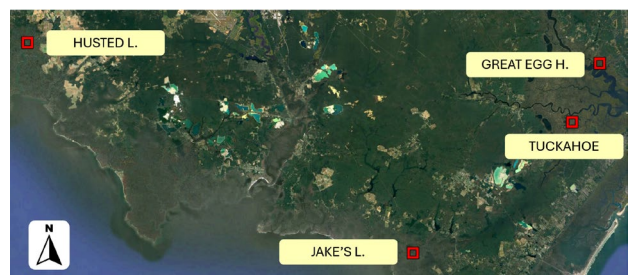 HUSTED L.
GREAT EGG H.
TUCKAHOE
JAKE'S L.
N